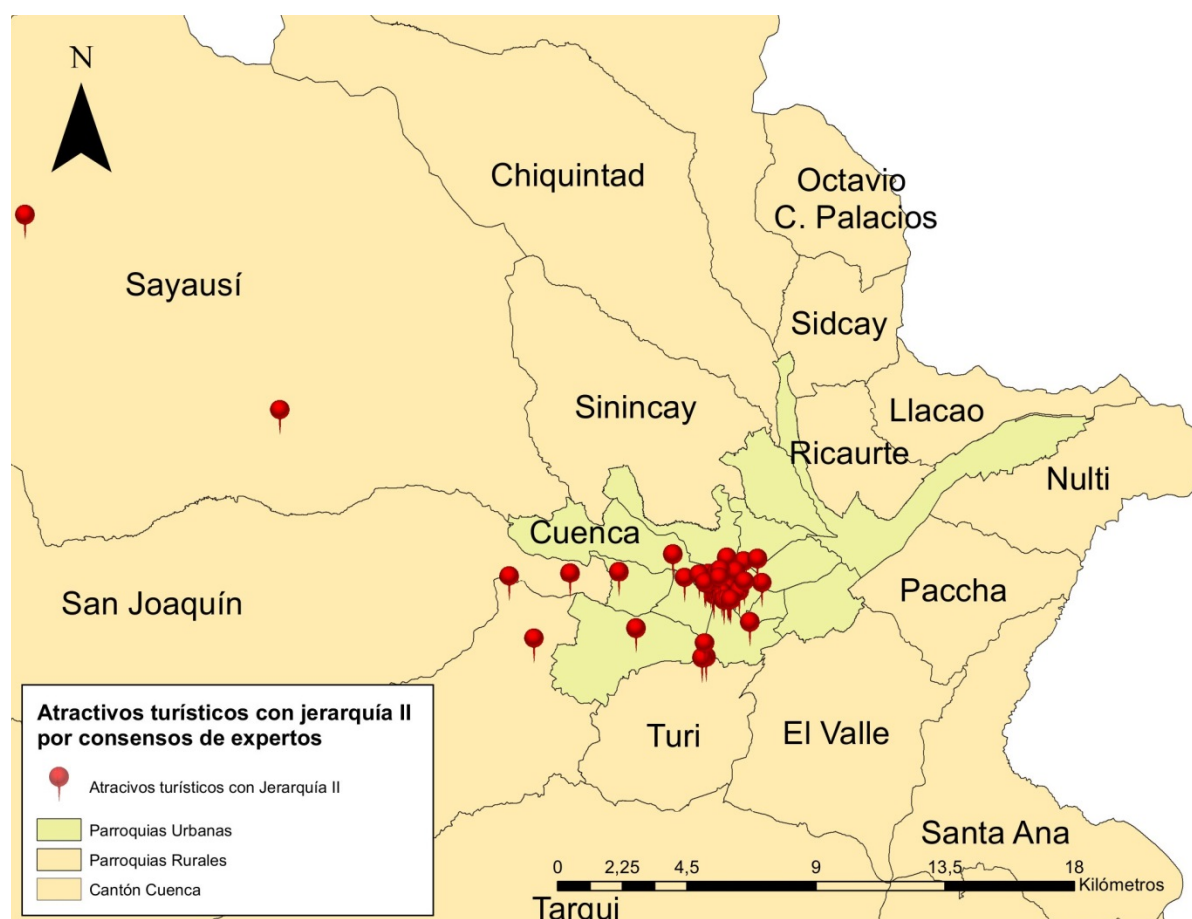 N
Chiquintad
Octavio
C. Palacios
Sayausí
Sidcay
Sinincay
Llacao
Ricaurte
Nulti
Cuenca
Paccha
San Joaquín
Turi
El Valle
Santa Ana
Tarqui
Atractivos turísticos con jerarquía II
por consensos de expertos
Atracivos turísticos con Jerarquía II
Parroquias Urbanas
Parroquias Rurales
Cantón Cuenca
0 2,25 4,5 9 13,5 18
Kilómetros